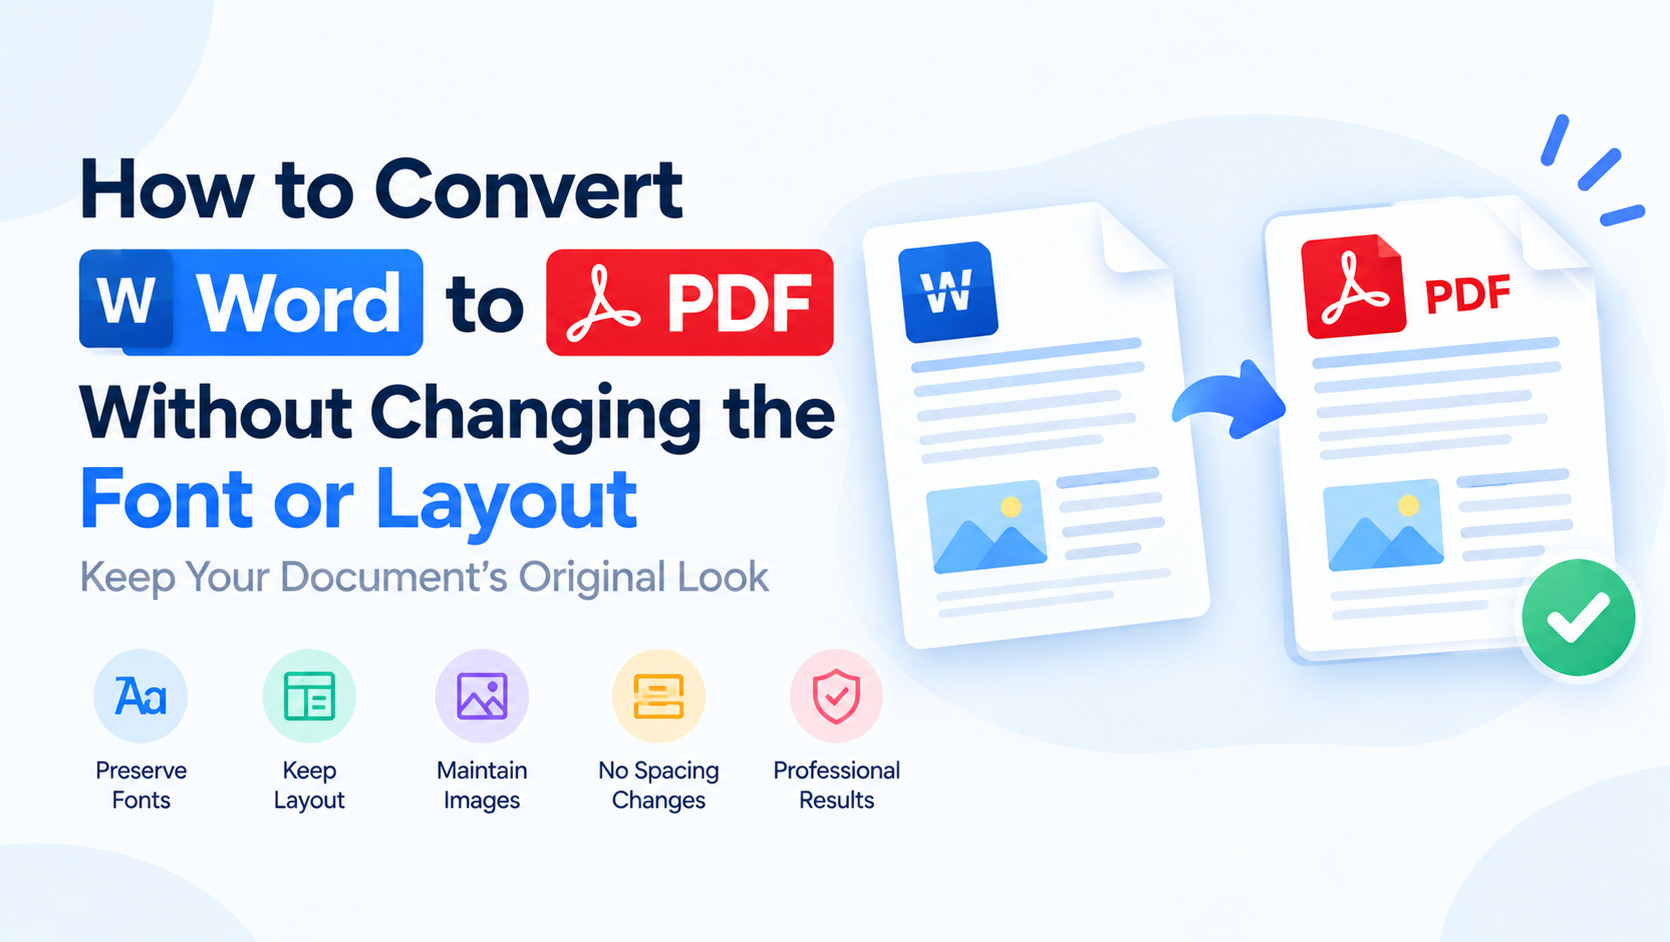 How to Convert
W Word to PDF
Without Changing the
Font or Layout
Keep Your Document's Original Look
Aa
Preserve
Fonts
Keep
Layout
Maintain
Images
No Spacing
Changes
Professional
Results
W
PDF